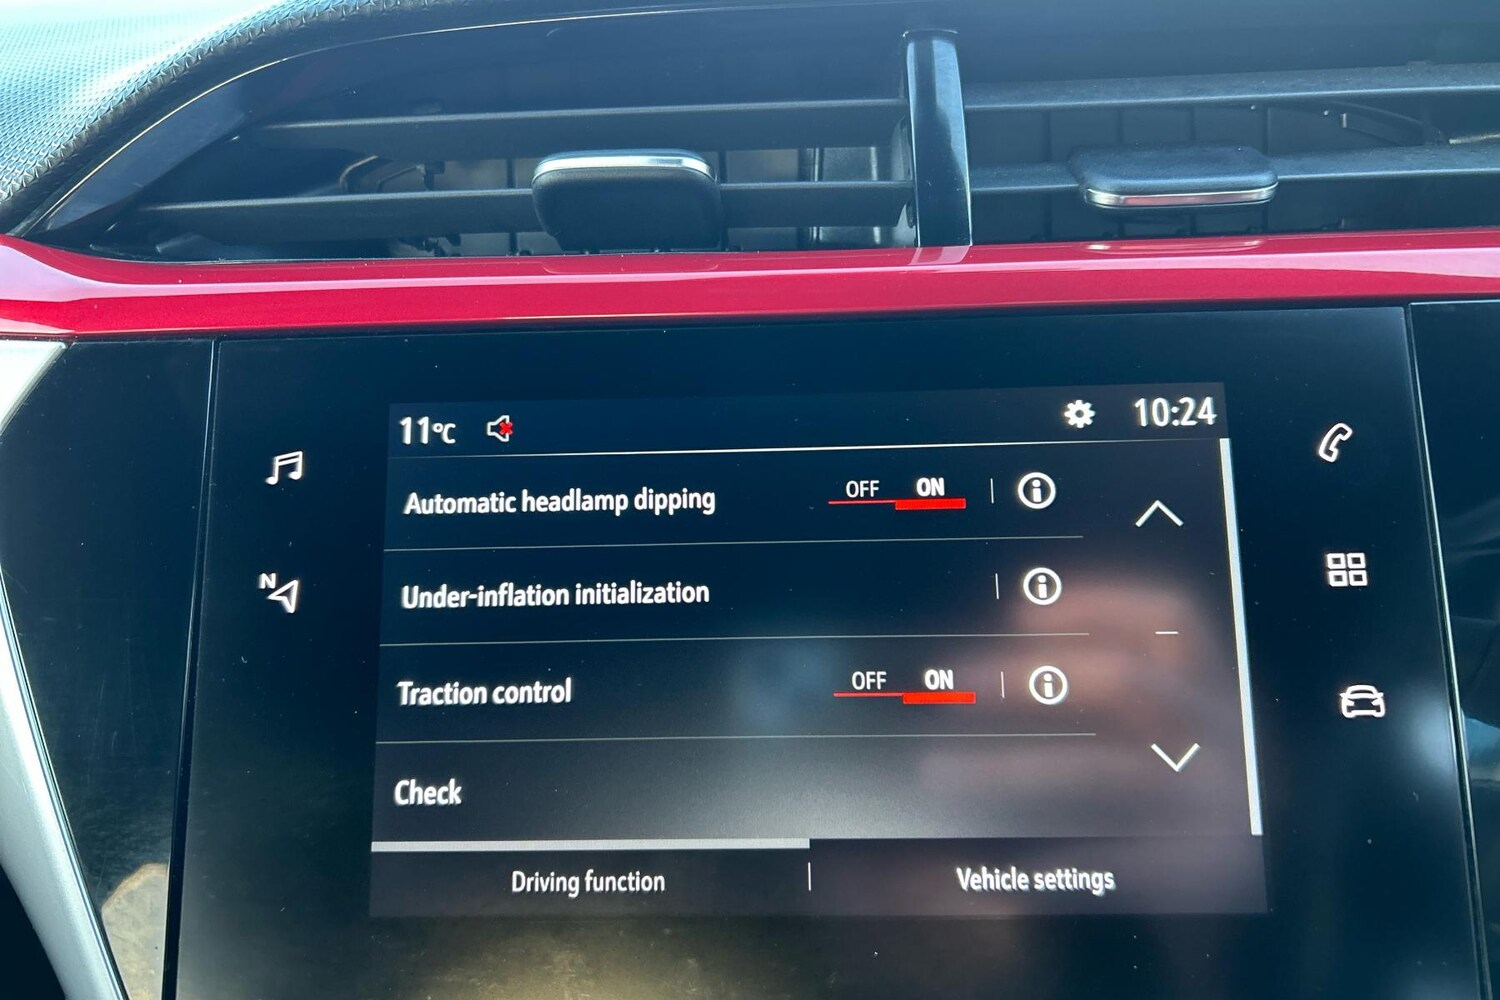 11°C 10:24
Automatic headlamp dipping OFF ON
Under-inflation initialization
Traction control OFF ON
Check
Driving function Vehicle settings
N